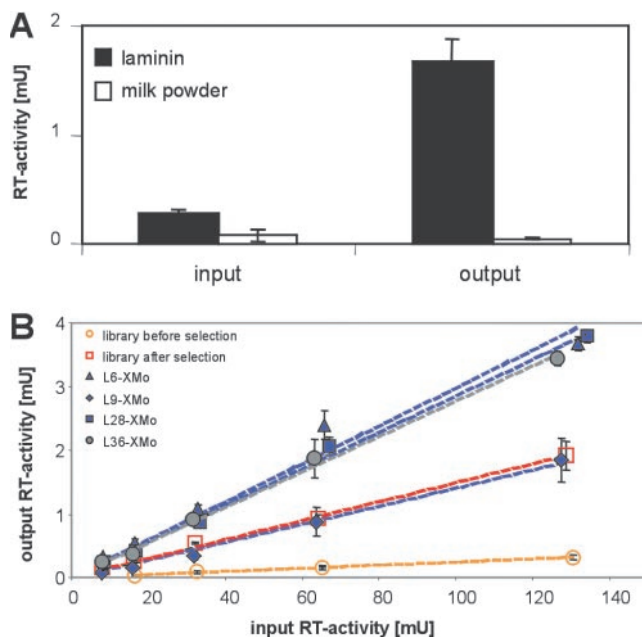 A
RT-activity [mU]
2
1
0
laminin
milk powder
input
output
B
output RT-activity [mU]
4
3
2
1
0
library before selection
library after selection
L6-XMo
L9-XMo
L28-XMo
L36-XMo
0 20 40 60 80 100 120 140
input RT-activity [mU]